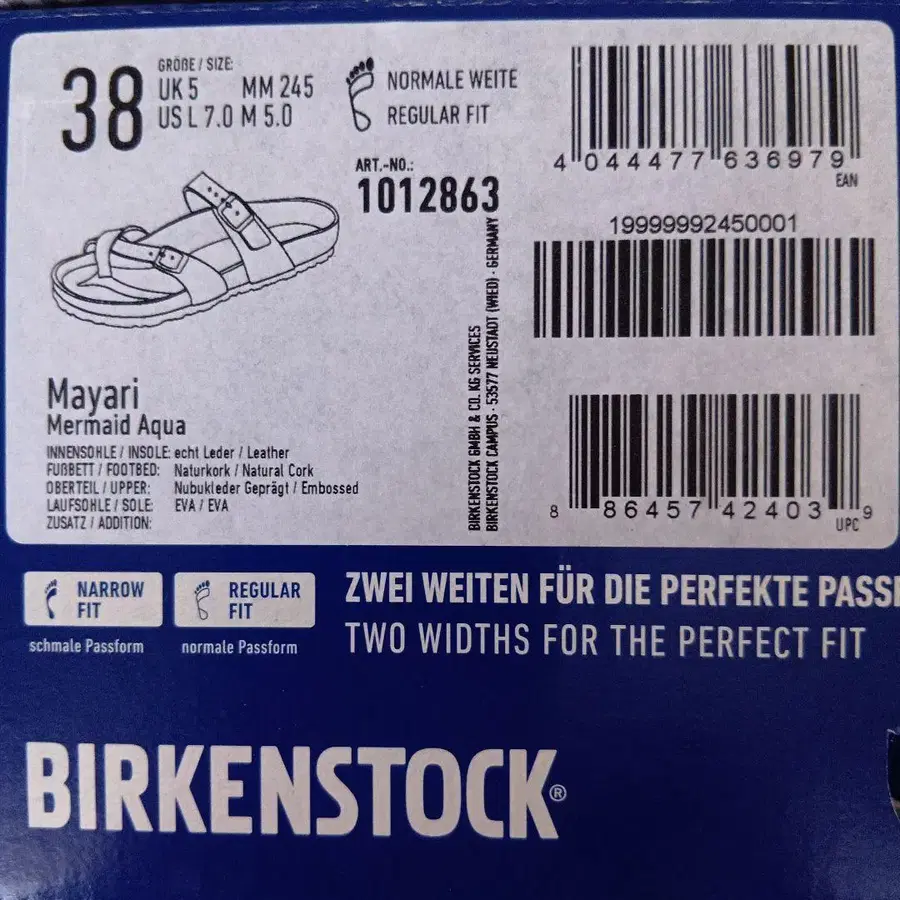 38
GRÖßE / SIZE:
UK 5 MM 245
US L 7.0 M 5.0
NORMALE WEITE
REGULAR FIT
ART.-NO.:
1012863
4 044477 636979
EAN
19999992450001
8 86457 42403 9
UPC
BIRKENSTOCK GMBH & CO. KG SERVICES
BIRKENSTOCK CAMPUS · 53577 NEUSTADT (WIED) · GERMANY
Mayari
Mermaid Aqua
INNENSOHLE / INSOLE: echt Leder / Leather
FUßBETT / FOOTBED: Naturkork / Natural Cork
OBERTEIL / UPPER: Nubukleder Geprägt / Embossed
LAUFSOHLE / SOLE: EVA / EVA
ZUSATZ / ADDITION:
NARROW
FIT
schmale Passform
REGULAR
FIT
normale Passform
ZWEI WEITEN FÜR DIE PERFEKTE PASS
TWO WIDTHS FOR THE PERFECT FIT
BIRKENSTOCK®